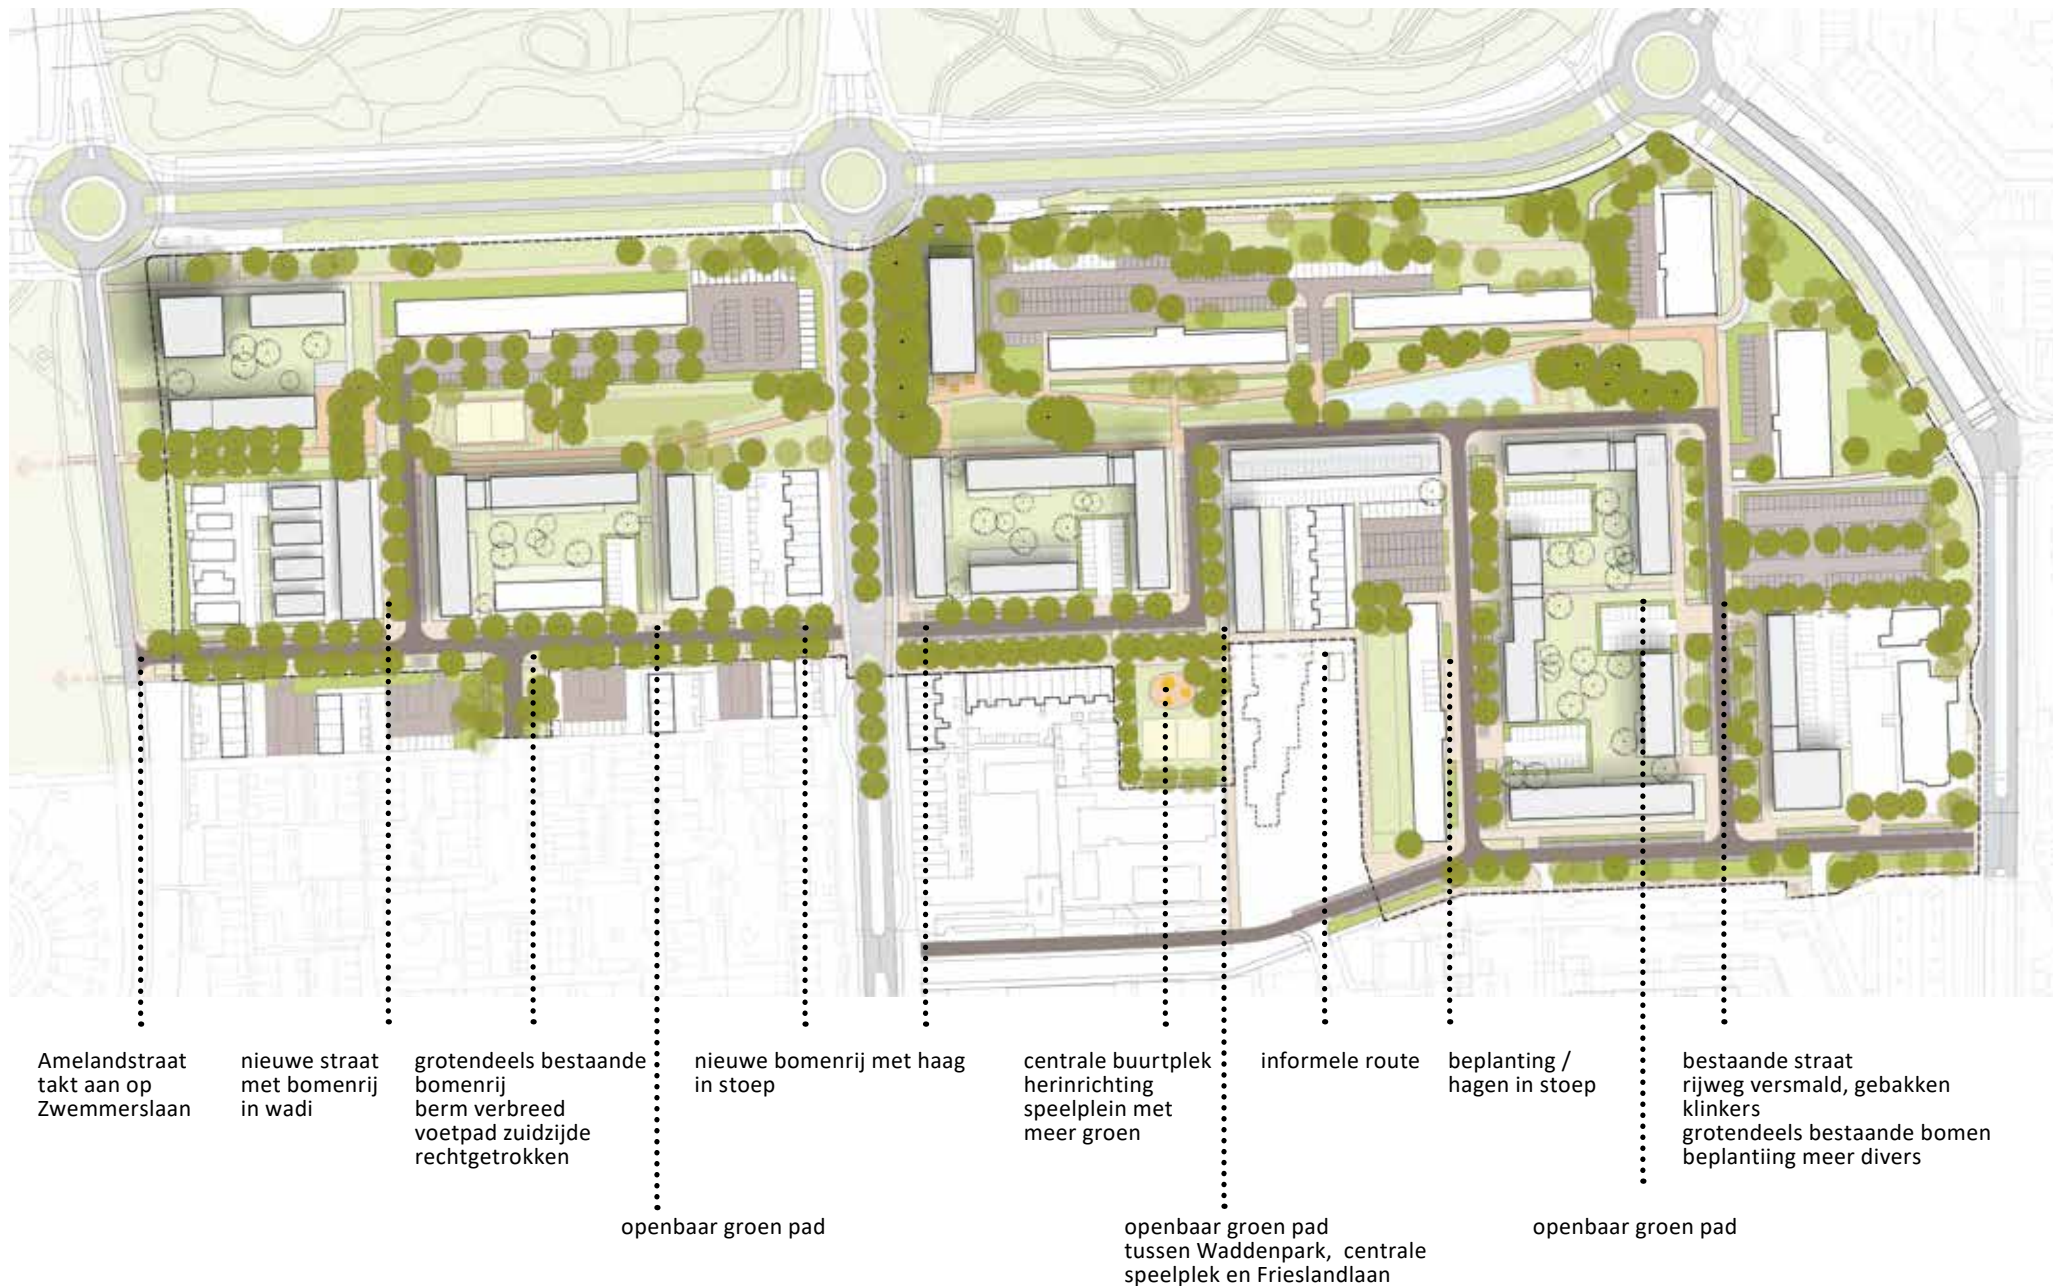 Amelandstraat
takt aan op
Zwemmerslaan
nieuwe straat
met bomenrij
in wadi
grotendeels bestaande
bomenrij
berm verbreed
voetpad zuidzijde
rechtgetrokken
nieuwe bomenrij met haag
in stoep
centrale buurtplek
herinrichting
speelplein met
meer groen
informele route
beplanting /
hagen in stoep
bestaande straat
rijweg versmald, gebakken
klinkers
grotendeels bestaande bomen
beplantiing meer divers
openbaar groen pad
openbaar groen pad
tussen Waddenpark, centrale
speelplek en Frieslandlaan
openbaar groen pad